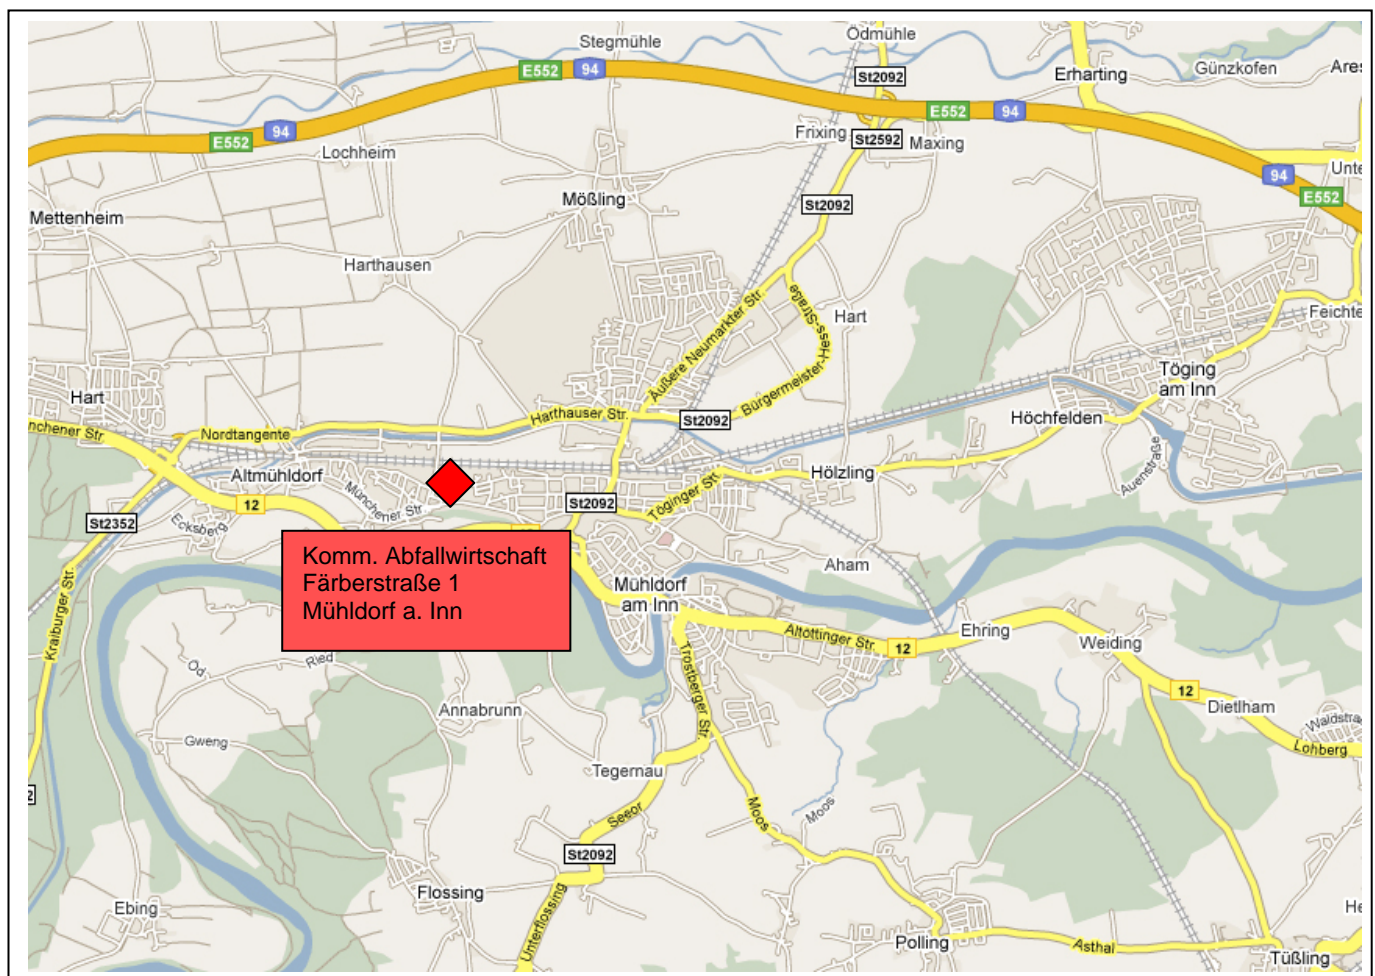 Stegmühle
Ödmühle
E552
94
St2092
Erharting
Günzkofen
Ares
E552
94
E552
94
Lochheim
Frixing
St2592
Maxing
Unte
94
E552
Mettenheim
Mößling
St2092
Harthausen
Äußere Neumarkter Str.
Bürgermeister-Hess-Straße
Hart
Feichte
Töging
am Inn
Hart
Harthauser Str.
St2092
Höchfelden
nchener Str.
Nordtangente
Altmühldorf
Hölzling
Auenstraße
Münchener Str.
12
St2092
Töginger Str.
St2352
Ecksberg
Komm. Abfallwirtschaft
Färberstraße 1
Mühldorf a. Inn
Aham
Mühldorf
am Inn
Kraiburger Str.
Altöttinger Str.
12
Ehring
Weiding
Öd
Ried
Trostberger Str.
12
Dietlham
Annabrunn
Waldstra
Lohberg
Gweng
Tegernau
Seeor
Moos
Moos
St2092
Flossing
Unterflossing
Ebing
Polling
Asthal
He
Tüßling